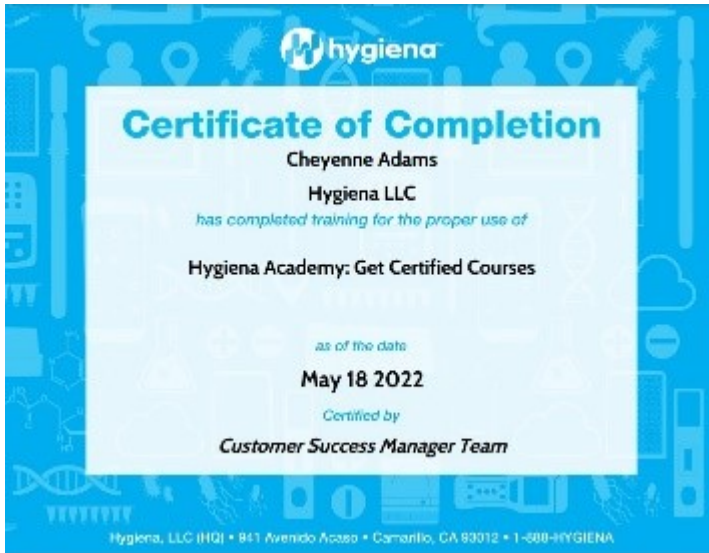 hygiena
Certificate of Completion
Cheyenne Adams
Hygiena LLC
has completed training for the proper use of
Hygiena Academy: Get Certified Courses
as of the date
May 18 2022
Certified by
Customer Success Manager Team
Hygiena, LLC (HQ) • 941 Avenido Acaso • Camarillo, CA 93012 • 1-888-HYGIENA